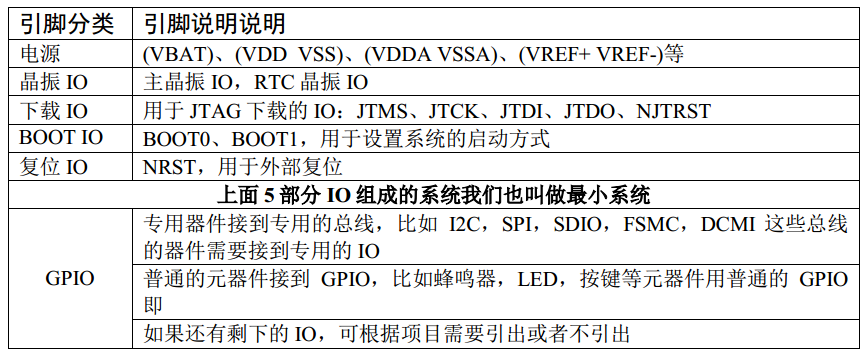 引脚分类 引脚说明说明
电源 (VBAT)、(VDD VSS)、(VDDA VSSA)、(VREF+ VREF-)等
晶振 IO 主晶振 IO，RTC 晶振 IO
下载 IO 用于 JTAG 下载的 IO：JTMS、JTCK、JTDI、JTDO、NJTRST
BOOT IO BOOT0、BOOT1，用于设置系统的启动方式
复位 IO NRST，用于外部复位
上面 5 部分 IO 组成的系统我们也叫做最小系统
GPIO
专用器件接到专用的总线，比如 I2C，SPI，SDIO，FSMC，DCMI 这些总线
的器件需要接到专用的 IO
普通的元器件接到 GPIO，比如蜂鸣器，LED，按键等元器件用普通的 GPIO
即
如果还有剩下的 IO，可根据项目需要引出或者不引出